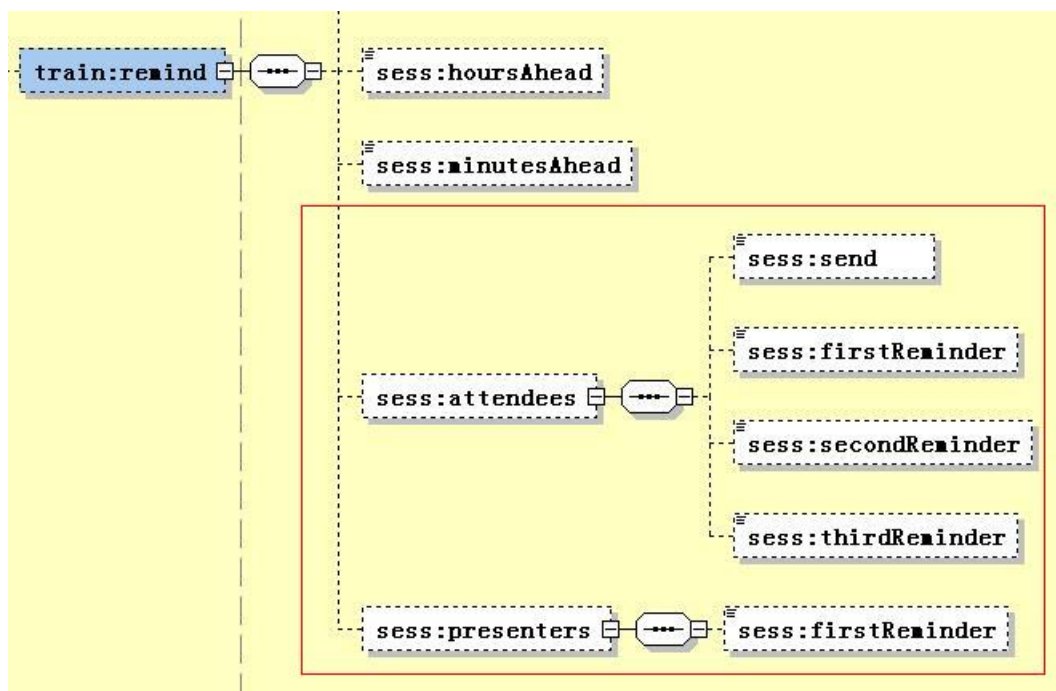 train:remind
sess:hoursAhead
sess:minutesAhead
sess:send
sess:firstReminder
sess:attendees
sess:secondReminder
sess:thirdReminder
sess:presenters
sess:firstReminder